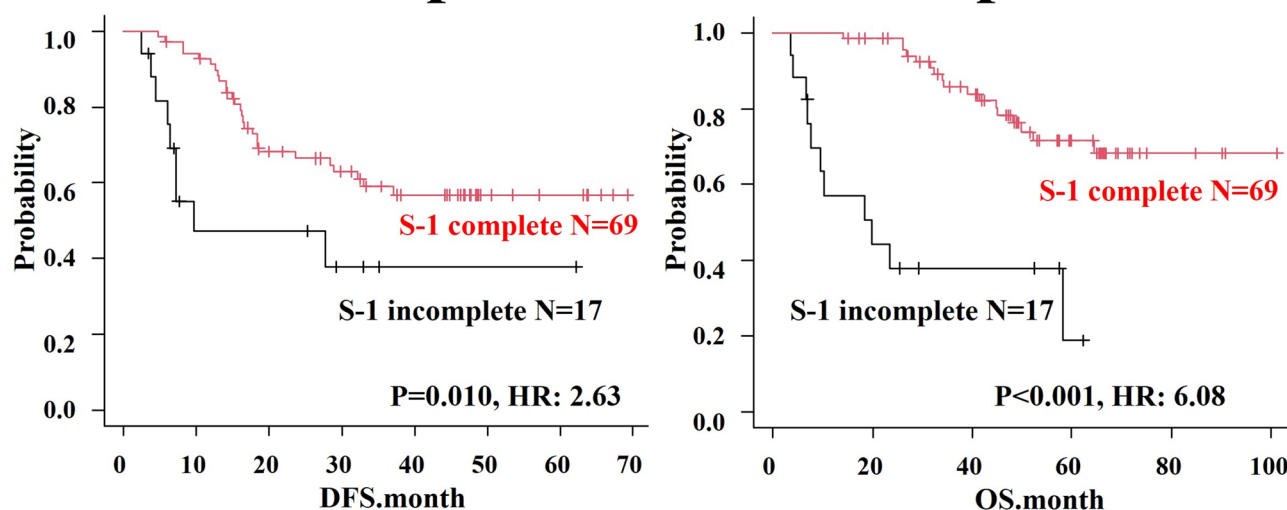 1.0
0.8
0.6
0.4
0.2
0.0
Probability
S-1 complete N=69
S-1 incomplete N=17
P=0.010, HR: 2.63
0 10 20 30 40 50 60 70
DFS.month
1.0
0.8
0.6
0.4
0.2
0.0
Probability
S-1 complete N=69
S-1 incomplete N=17
P<0.001, HR: 6.08
0 20 40 60 80 100
OS.month